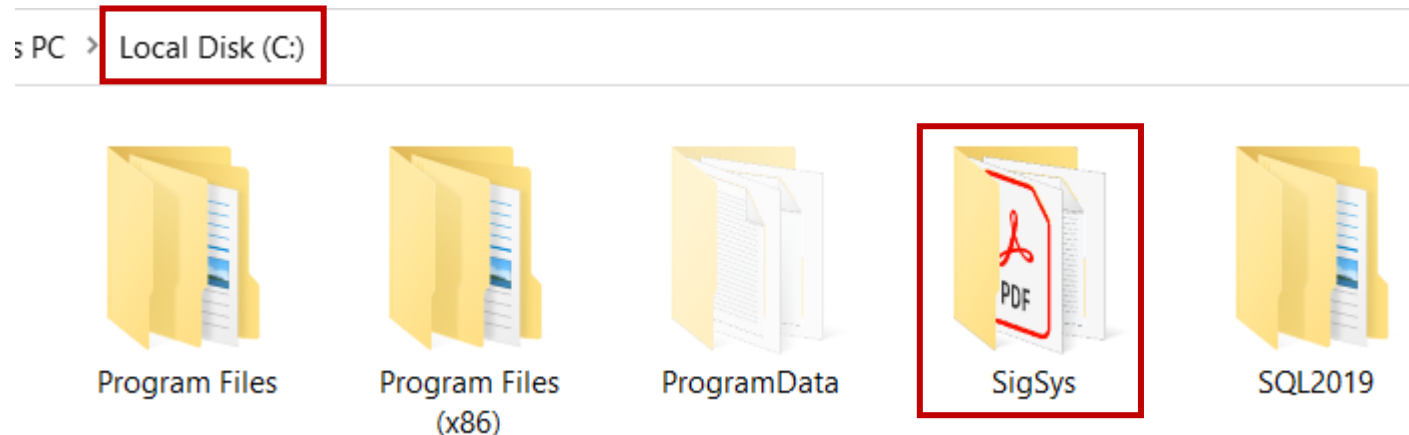 s PC > Local Disk (C:)
PDF
Program Files
Program Files
(x86)
ProgramData
SigSys
SQL2019